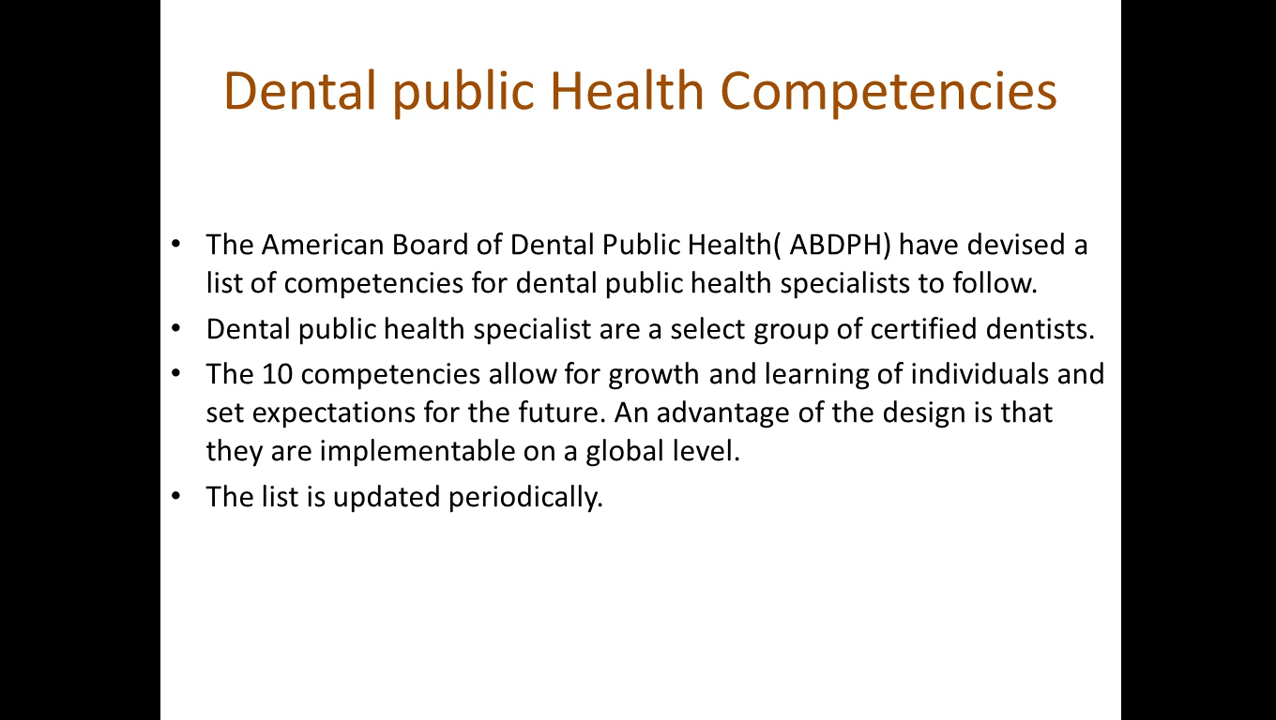 Dental public Health Competencies
• The American Board of Dental Public Health( ABDPH) have devised a
list of competencies for dental public health specialists to follow.
• Dental public health specialist are a select group of certified dentists.
• The 10 competencies allow for growth and learning of individuals and
set expectations for the future. An advantage of the design is that
they are implementable on a global level.
• The list is updated periodically.